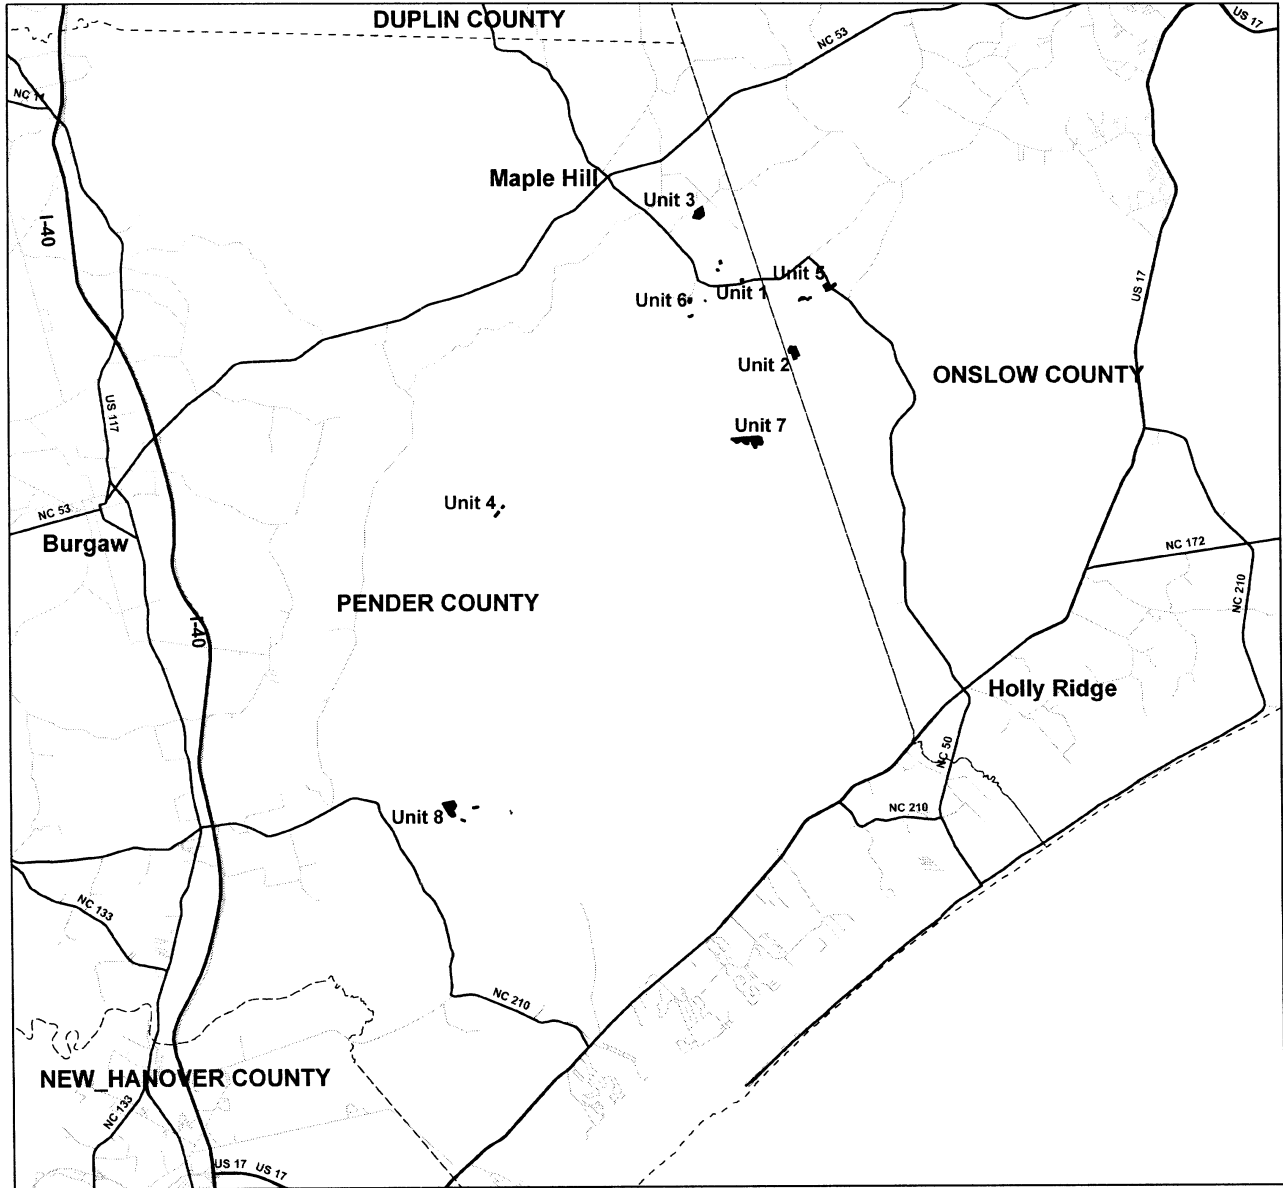 DUPLIN COUNTY
US 17
NC 53
NC 11
Maple Hill
Unit 3
I-40
Unit 5
US 17
Unit 6
Unit 1
Unit 2
ONSLOW COUNTY
US 117
Unit 7
Unit 4
NC 53
Burgaw
NC 172
NC 210
PENDER COUNTY
I-40
Holly Ridge
NC 50
NC 210
Unit 8
NC 133
NC 210
NEW_HANOVER COUNTY
NC 133
US 17 US 17